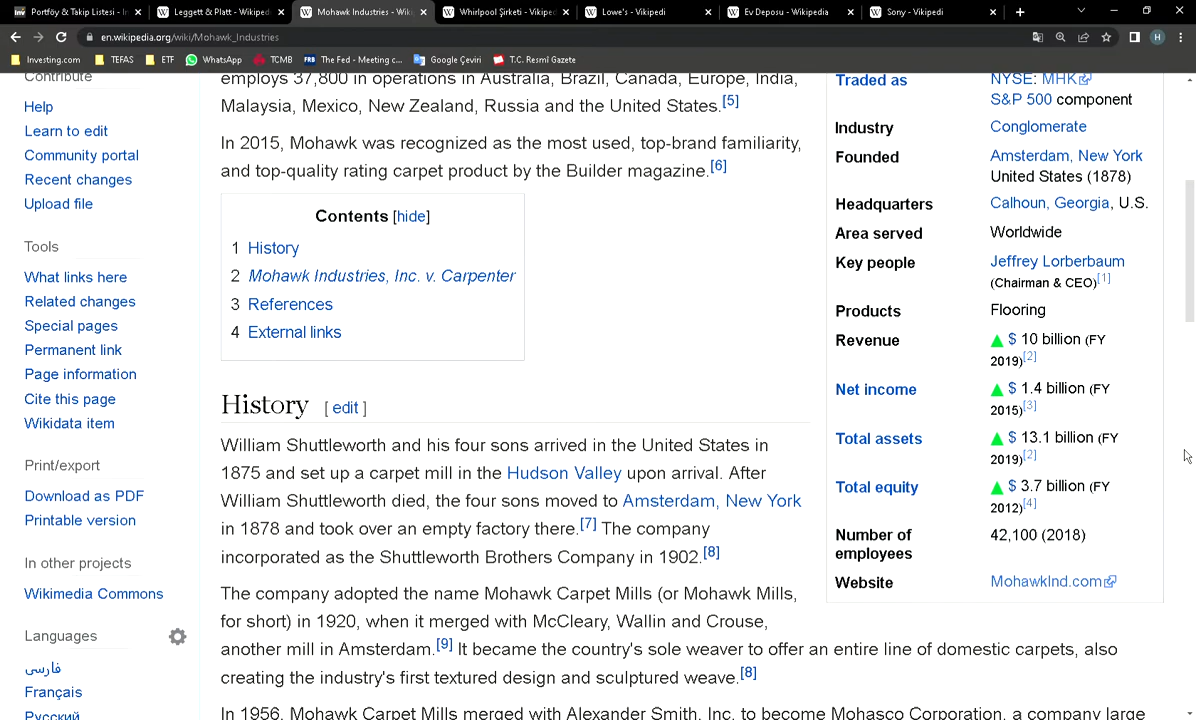 Portföy & Takip Listesi - In
Leggett & Platt - Wikipedi
Mohawk Industries - Wiki
Whirlpool Şirketi - Vikiped
Lowe's - Vikipedi
Ev Deposu - Wikipedia
Sony - Vikipedi
en.wikipedia.org/wiki/Mohawk_Industries
H
Investing.com
TEFAS
ETF
WhatsApp
TCMB
FRB
The Fed - Meeting c...
Google Çeviri
T.C. Resmî Gazete
Contribute
Help
Learn to edit
Community portal
Recent changes
Upload file
Tools
What links here
Related changes
Special pages
Permanent link
Page information
Cite this page
Wikidata item
Print/export
Download as PDF
Printable version
In other projects
Wikimedia Commons
Languages
فارسی
Français
Русский
employs 37,800 in operations in Australia, Brazil, Canada, Europe, India,
Malaysia, Mexico, New Zealand, Russia and the United States.[5]
In 2015, Mohawk was recognized as the most used, top-brand familiarity,
and top-quality rating carpet product by the Builder magazine.[6]
Contents [hide]
1 History
2 Mohawk Industries, Inc. v. Carpenter
3 References
4 External links
History [ edit ]
William Shuttleworth and his four sons arrived in the United States in
1875 and set up a carpet mill in the Hudson Valley upon arrival. After
William Shuttleworth died, the four sons moved to Amsterdam, New York
in 1878 and took over an empty factory there.[7] The company
incorporated as the Shuttleworth Brothers Company in 1902.[8]
The company adopted the name Mohawk Carpet Mills (or Mohawk Mills,
for short) in 1920, when it merged with McCleary, Wallin and Crouse,
another mill in Amsterdam.[9] It became the country's sole weaver to offer an entire line of domestic carpets, also
creating the industry's first textured design and sculptured weave.[8]
In 1956, Mohawk Carpet Mills merged with Alexander Smith, Inc. to become Mohasco Corporation, a company large
Traded as
NYSE: MHK
S&P 500 component
Industry
Conglomerate
Founded
Amsterdam, New York
United States (1878)
Headquarters
Calhoun, Georgia, U.S.
Area served
Worldwide
Key people
Jeffrey Lorberbaum
(Chairman & CEO)[1]
Products
Flooring
Revenue
▲ $ 10 billion (FY
2019)[2]
Net income
▲ $ 1.4 billion (FY
2015)[3]
Total assets
▲ $ 13.1 billion (FY
2019)[2]
Total equity
▲ $ 3.7 billion (FY
2012)[4]
Number of
employees
42,100 (2018)
Website
MohawkInd.com